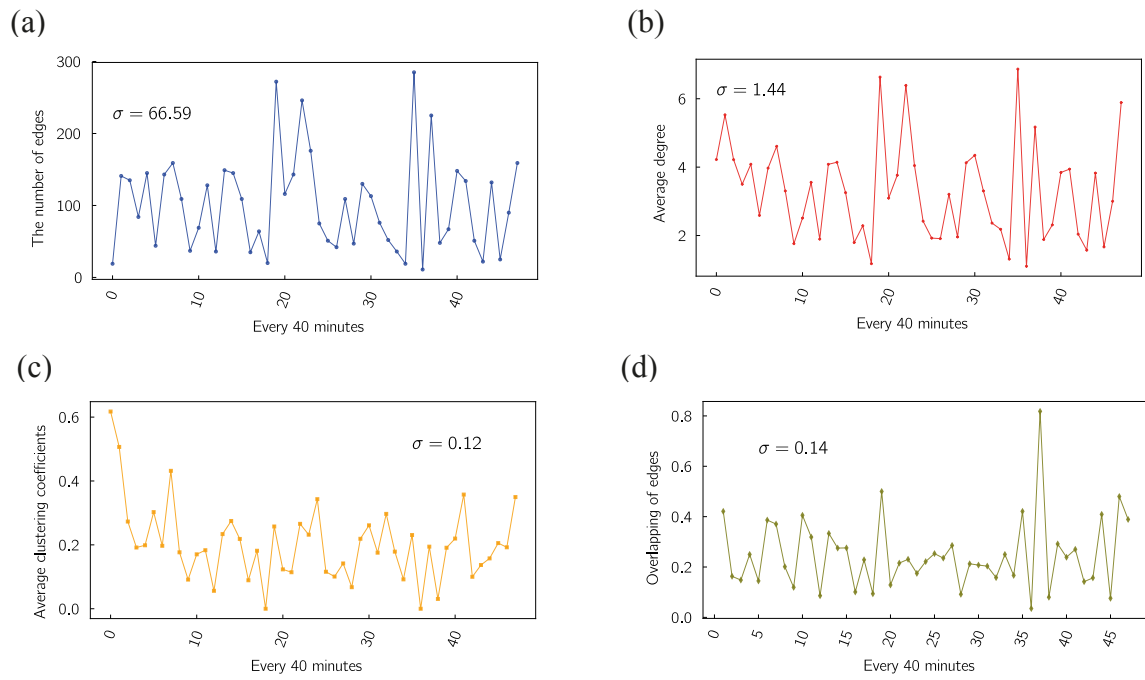 (a)
The number of edges
300
200
100
0
σ = 66.59
0
10
20
30
40
Every 40 minutes
(b)
Average degree
6
4
2
σ = 1.44
0
10
20
30
40
Every 40 minutes
(c)
Average clustering coefficients
0.6
0.4
0.2
0.0
σ = 0.12
0
10
20
30
40
Every 40 minutes
(d)
Overlapping of edges
0.8
0.6
0.4
0.2
0.0
σ = 0.14
0
5
10
15
20
25
30
35
40
45
Every 40 minutes